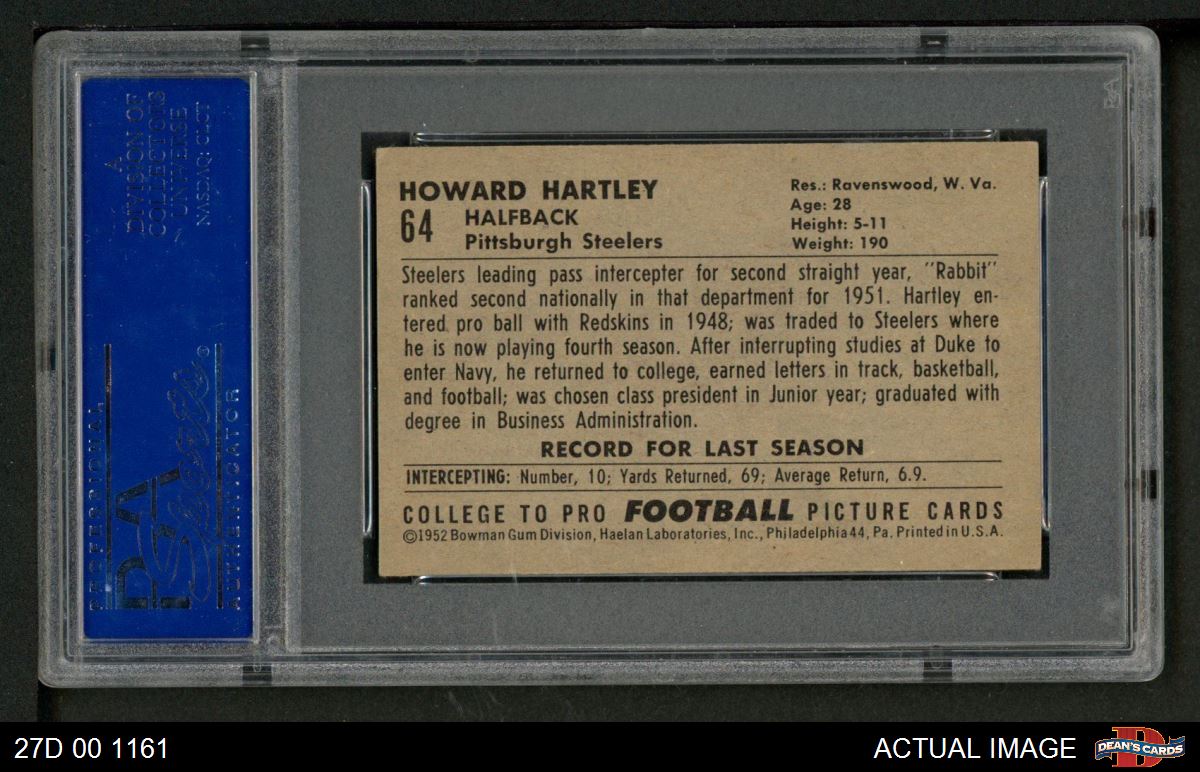 A
DIVISION OF
COLLECTORS
UNIVERSE
NASDAQ: CLCT
PROFESSIONAL
PSA
Sports®
AUTHENTICATOR
HOWARD HARTLEY
64
HALFBACK
Pittsburgh Steelers
Res.: Ravenswood, W. Va.
Age: 28
Height: 5-11
Weight: 190
Steelers leading pass intercepter for second straight year, "Rabbit"
ranked second nationally in that department for 1951. Hartley en-
tered pro ball with Redskins in 1948; was traded to Steelers where
he is now playing fourth season. After interrupting studies at Duke to
enter Navy, he returned to college, earned letters in track, basketball,
and football; was chosen class president in Junior year; graduated with
degree in Business Administration.
RECORD FOR LAST SEASON
INTERCEPTING: Number, 10; Yards Returned, 69; Average Return, 6.9.
COLLEGE TO PRO FOOTBALL PICTURE CARDS
©1952 Bowman Gum Division, Haelan Laboratories, Inc., Philadelphia 44, Pa. Printed in U.S.A.
27D 00 1161
ACTUAL IMAGE
D
DEAN'S CARDS